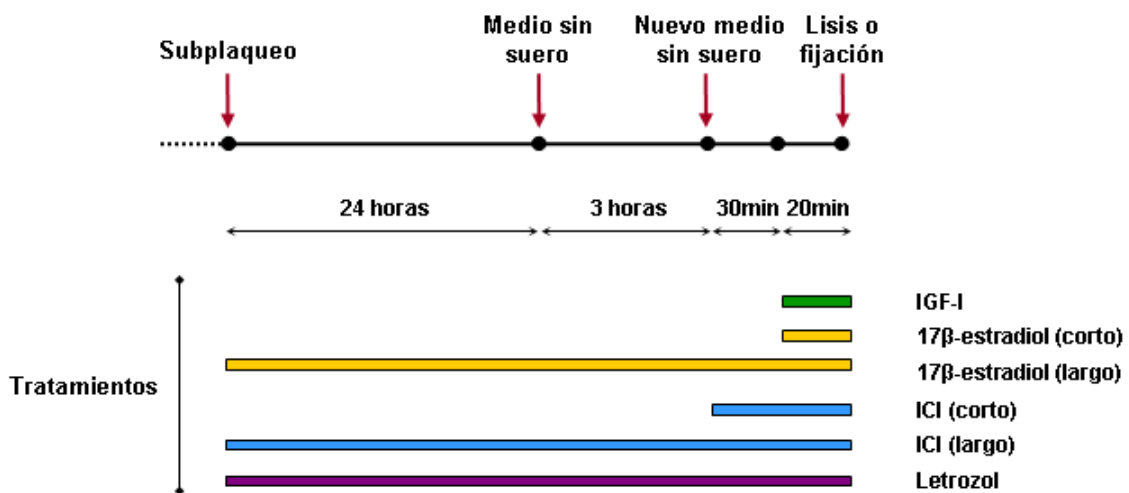 Subplaqueo
Medio sin
suero
Nuevo medio
sin suero
Lisis o
fijación
24 horas
3 horas
30min
20min
Tratamientos
IGF-I
17β-estradiol (corto)
17β-estradiol (largo)
ICI (corto)
ICI (largo)
Letrozol